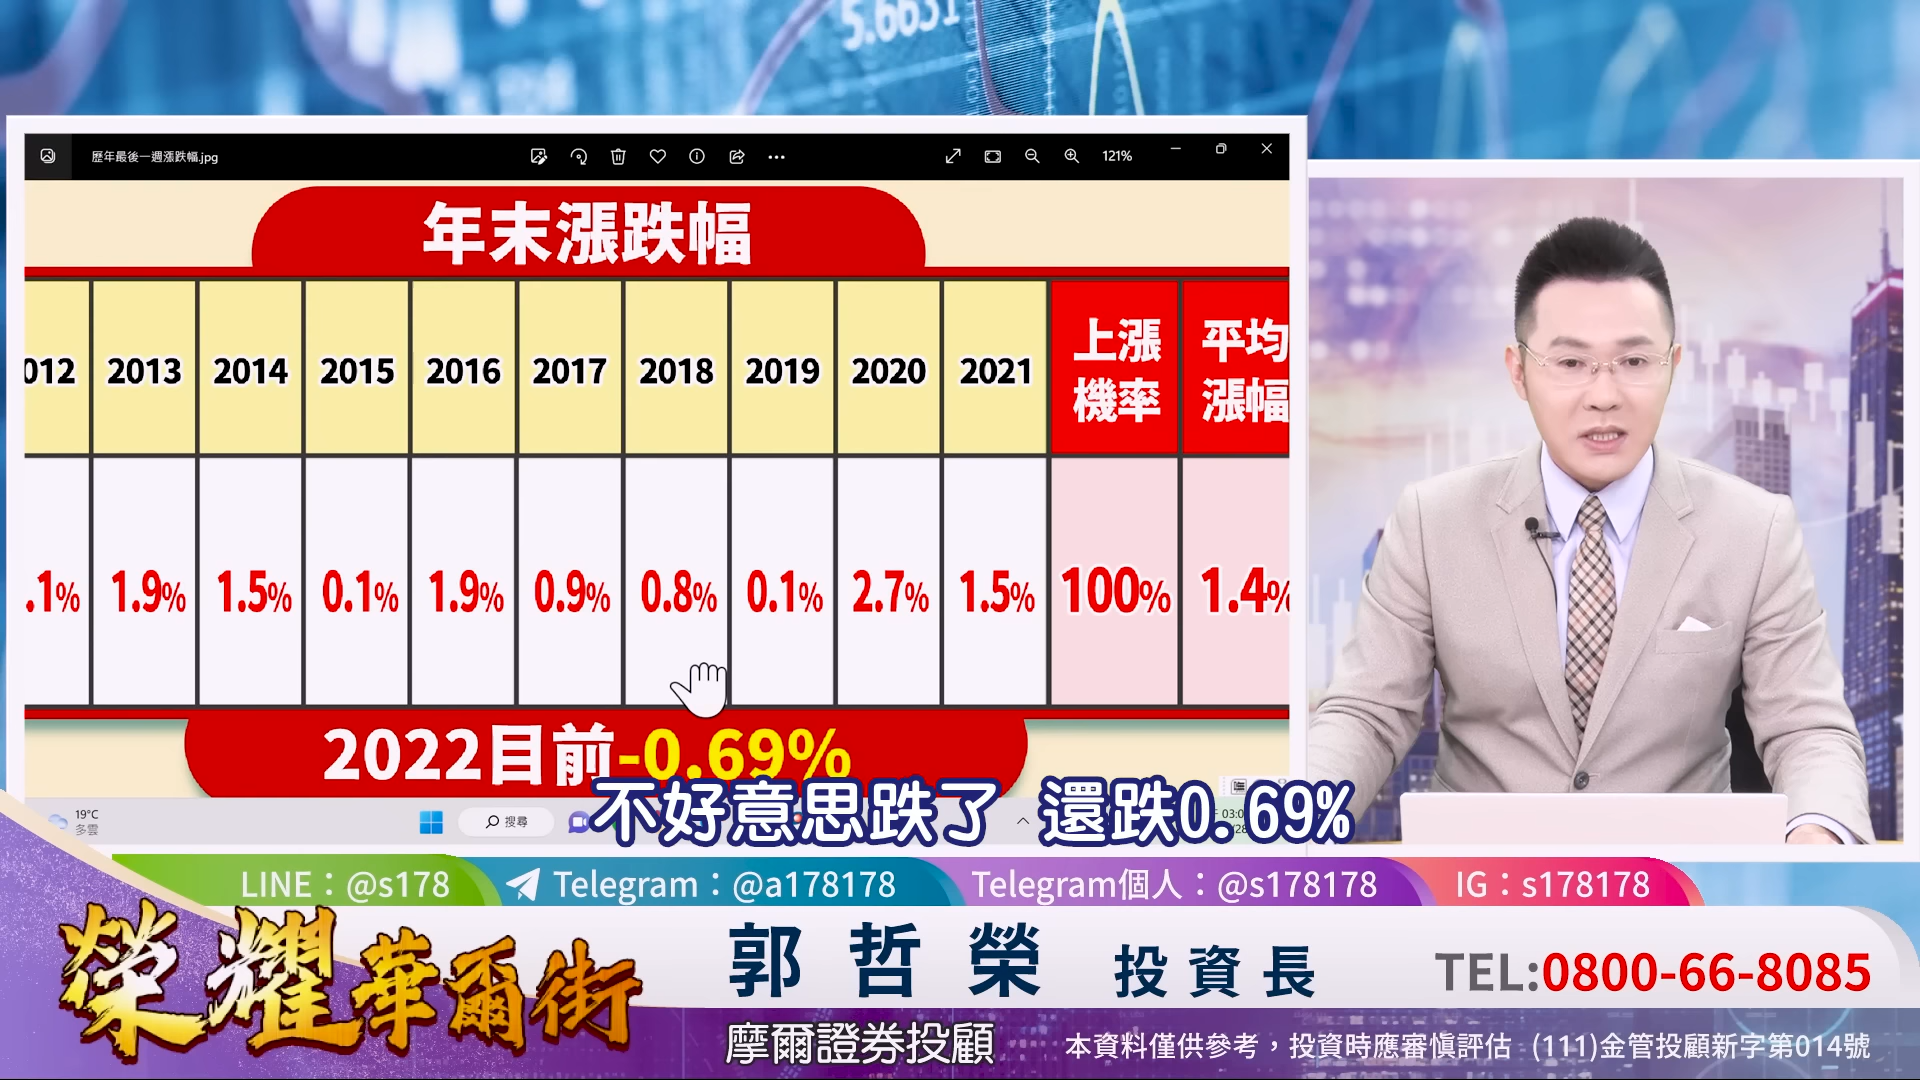 5.6631
歷年最後一週漲跌幅.jpg
121%
年末漲跌幅
012 2013 2014 2015 2016 2017 2018 2019 2020 2021 上漲機率 平均漲幅
.1% 1.9% 1.5% 0.1% 1.9% 0.9% 0.8% 0.1% 2.7% 1.5% 100% 1.4%
2022目前-0.69%
不好意思跌了 還跌0.69%
19°C
多雲
搜尋
LINE:@s178 Telegram:@a178178 Telegram個人:@s178178 IG:s178178
榮耀華爾街
郭哲榮 投資長 TEL:0800-66-8085
摩爾證券投顧 本資料僅供參考,投資時應審慎評估 (111)金管投顧新字第014號